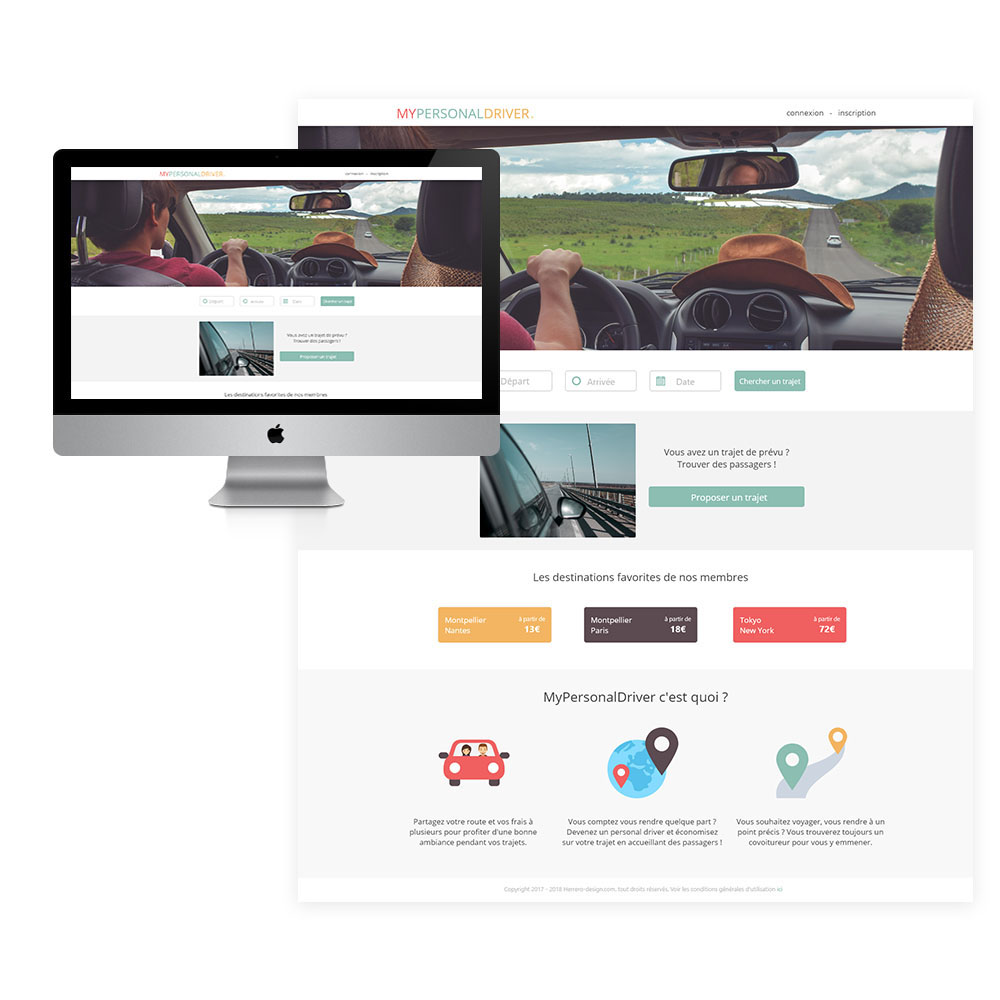 MYPERSONALDRIVER.
connexion - inscription
MYPERSONALDRIVER.
connexion - inscription
Départ
Arrivée
Date
Chercher un trajet
Vous avez un trajet de prévu ?
Trouver des passagers !
Proposer un trajet
Les destinations favorites de nos membres
Départ
Arrivée
Date
Chercher un trajet
Vous avez un trajet de prévu ?
Trouver des passagers !
Proposer un trajet
Les destinations favorites de nos membres
Montpellier
Nantes
à partir de
13€
Montpellier
Paris
à partir de
18€
Tokyo
New York
à partir de
72€
MyPersonalDriver c'est quoi ?
Partagez votre route et vos frais à
plusieurs pour profiter d'une bonne
ambiance pendant vos trajets.
Vous comptez vous rendre quelque part ?
Devenez un personal driver et économisez
sur votre trajet en accueillant des passagers !
Vous souhaitez voyager, vous rendre à un
point précis ? Vous trouverez toujours un
covoitureur pour vous y emmener.
Copyright 2017 - 2018 Herrero-design.com, tout droits réservés, Voir les conditions générales d'utilisation ici